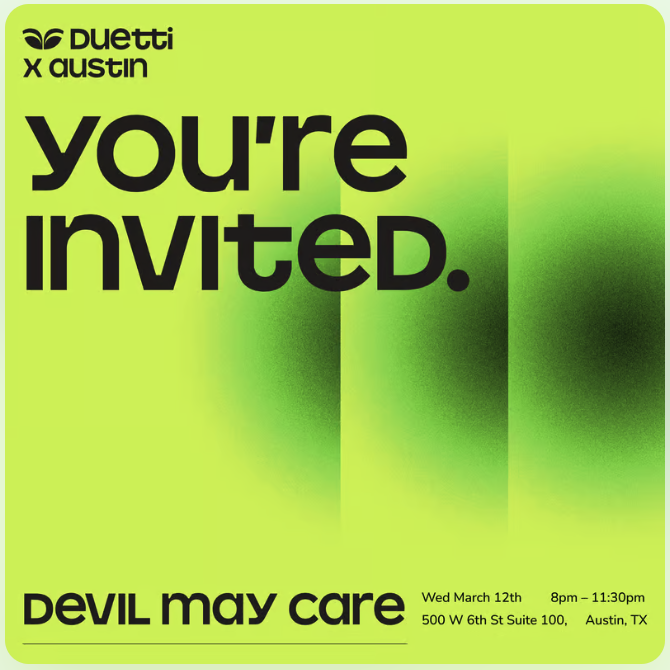 Duetti
x austin
you're
invited.
Devil may care
Wed March 12th 8pm – 11:30pm
500 W 6th St Suite 100, Austin, TX